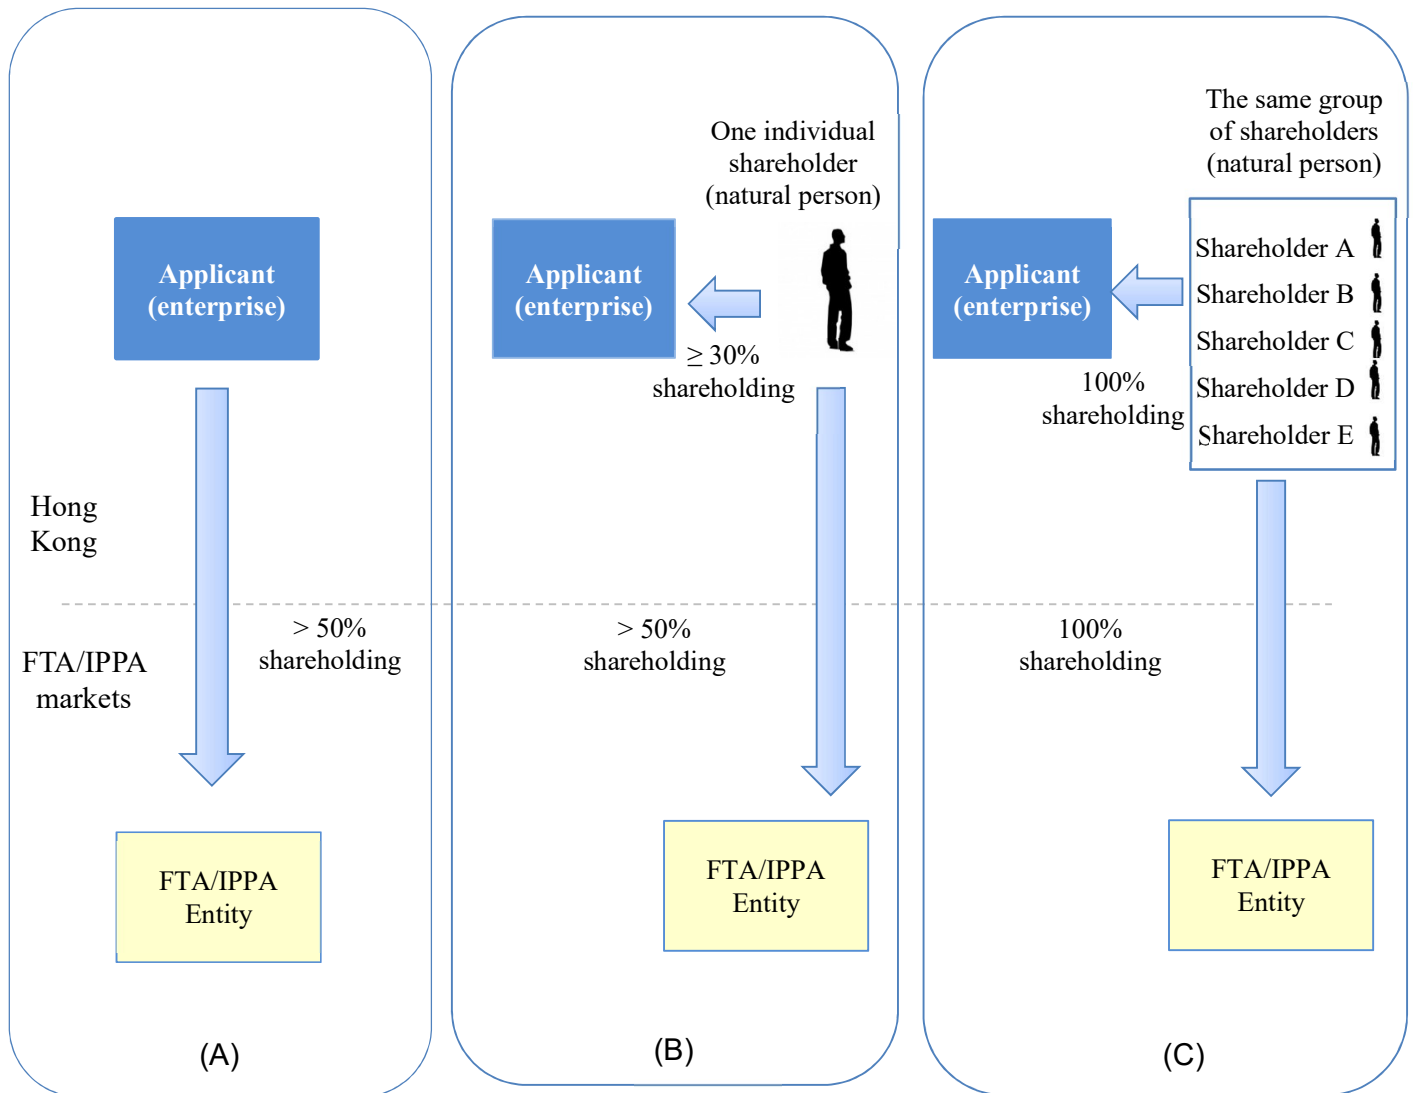 Applicant
(enterprise)
Hong
Kong
> 50%
shareholding
FTA/IPPA
markets
FTA/IPPA
Entity
(A)
One individual
shareholder
(natural person)
Applicant
(enterprise)
≥ 30%
shareholding
> 50%
shareholding
FTA/IPPA
Entity
(B)
The same group
of shareholders
(natural person)
Applicant
(enterprise)
Shareholder A
Shareholder B
Shareholder C
Shareholder D
Shareholder E
100%
shareholding
100%
shareholding
FTA/IPPA
Entity
(C)